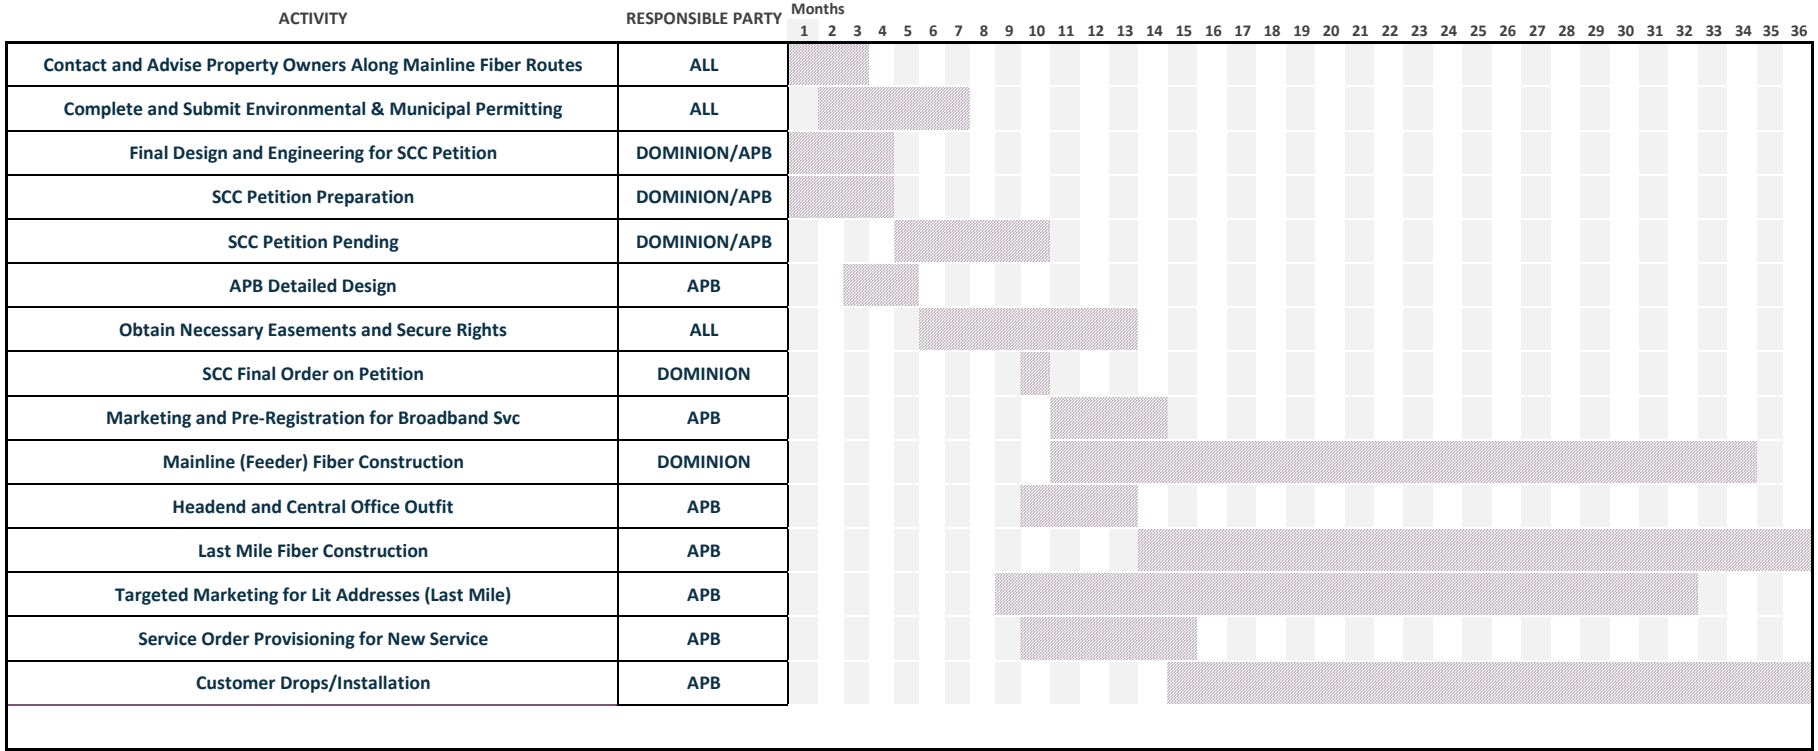 Months
ACTIVITY RESPONSIBLE PARTY
1 2 3 4 5 6 7 8 9 10 11 12 13 14 15 16 17 18 19 20 21 22 23 24 25 26 27 28 29 30 31 32 33 34 35 36
Contact and Advise Property Owners Along Mainline Fiber Routes ALL
Complete and Submit Environmental & Municipal Permitting ALL
Final Design and Engineering for SCC Petition DOMINION/APB
SCC Petition Preparation DOMINION/APB
SCC Petition Pending DOMINION/APB
APB Detailed Design APB
Obtain Necessary Easements and Secure Rights ALL
SCC Final Order on Petition DOMINION
Marketing and Pre-Registration for Broadband Svc APB
Mainline (Feeder) Fiber Construction DOMINION
Headend and Central Office Outfit APB
Last Mile Fiber Construction APB
Targeted Marketing for Lit Addresses (Last Mile) APB
Service Order Provisioning for New Service APB
Customer Drops/Installation APB